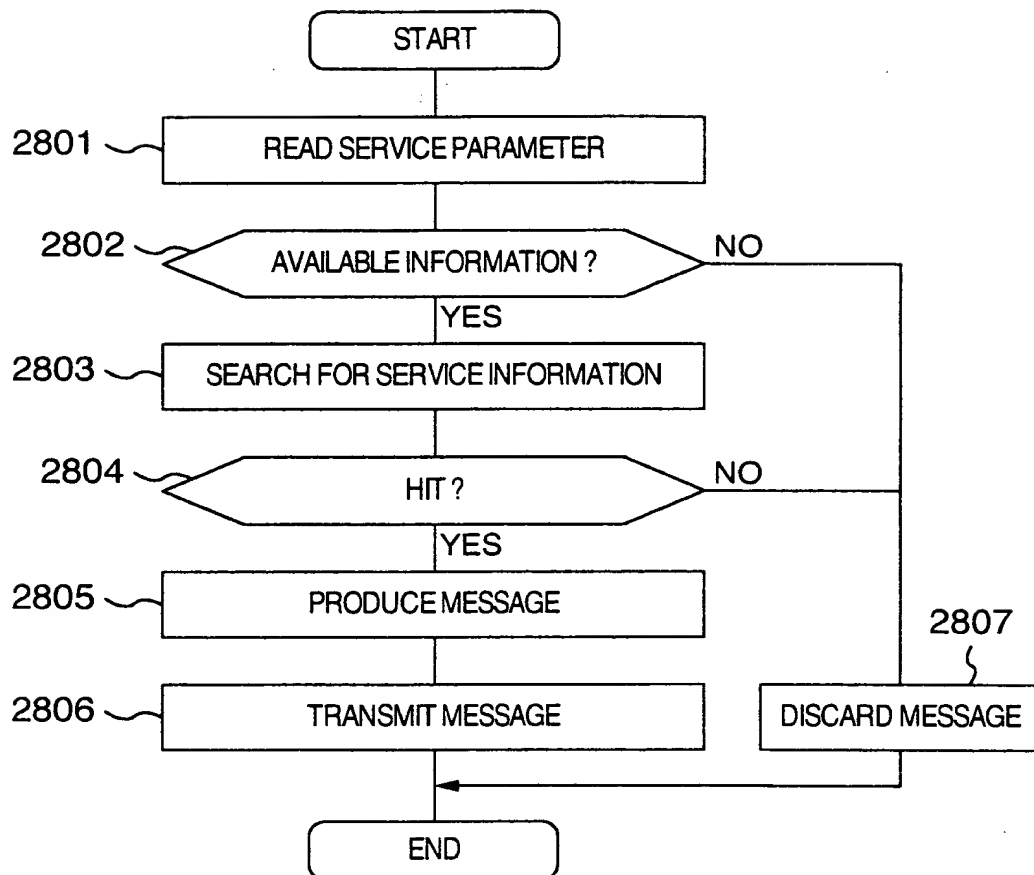 START
2801 READ SERVICE PARAMETER
2802 AVAILABLE INFORMATION ? NO
YES
2803 SEARCH FOR SERVICE INFORMATION
2804 HIT ? NO
YES
2805 PRODUCE MESSAGE
2807
2806 TRANSMIT MESSAGE DISCARD MESSAGE
END